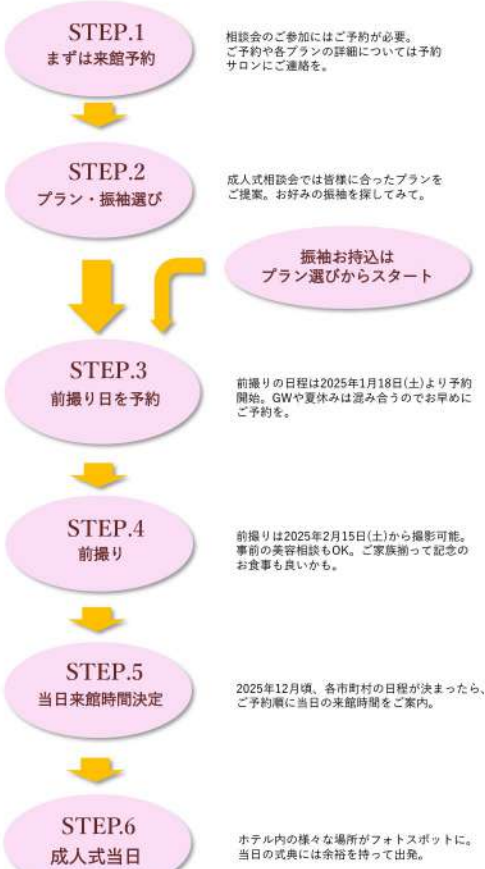 STEP.1
まずは来館予約
相談会のご参加にはご予約が必要。
ご予約や各プランの詳細については予約
サロンにご連絡を。
STEP.2
プラン・振袖選び
成人式相談会では皆様に合ったプランを
ご提案。お好みの振袖を探してみて。
振袖お持込は
プラン選びからスタート
STEP.3
前撮り日を予約
前撮りの日程は2025年1月18日(土)より予約
開始。GWや夏休みは混み合うのでお早めに
ご予約を。
STEP.4
前撮り
前撮りは2025年2月15日(土)から撮影可能。
事前の美容相談もOK。ご家族揃って記念の
お食事も良いかも。
STEP.5
当日来館時間決定
2025年12月頃、各市町村の日程が決まったら、
ご予約順に当日の来館時間をご案内。
STEP.6
成人式当日
ホテル内の様々な場所がフォトスポットに。
当日の式典には余裕を持って出発。